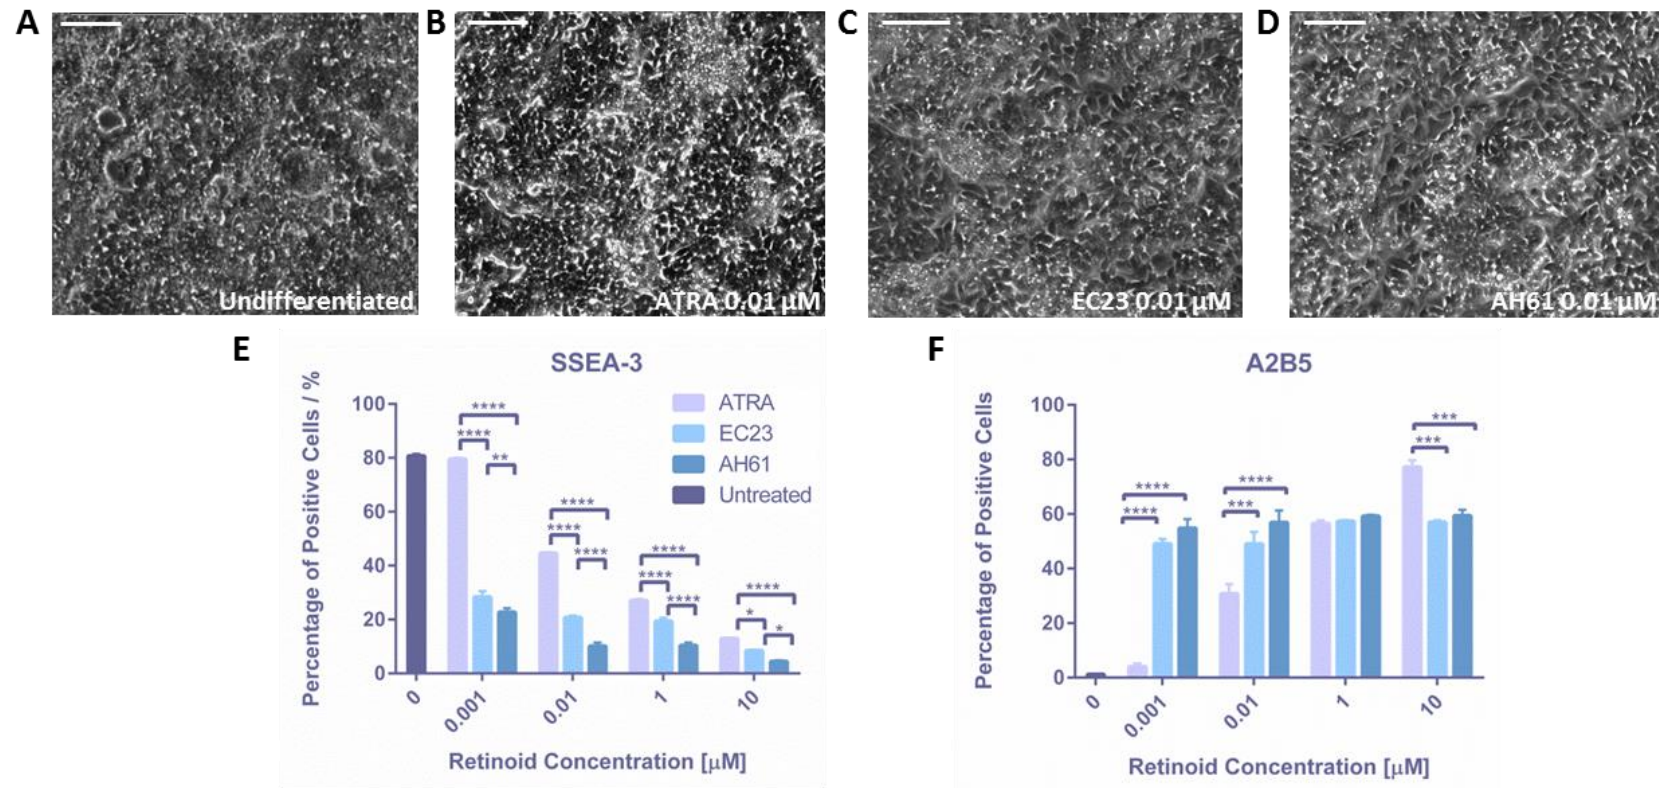 A
B
C
D
Undifferentiated
ATRA 0.01 µM
EC23 0.01 µM
AH61 0.01 µM
E
SSEA-3
Percentage of Positive Cells / %
100
80
60
40
20
0
****
****
**
****
****
****
****
****
****
****
*
*
ATRA
EC23
AH61
Untreated
0
0.001
0.01
1
10
Retinoid Concentration [µM]
F
A2B5
Percentage of Positive Cells
100
80
60
40
20
0
****
****
****
***
***
***
0
0.001
0.01
1
10
Retinoid Concentration [µM]